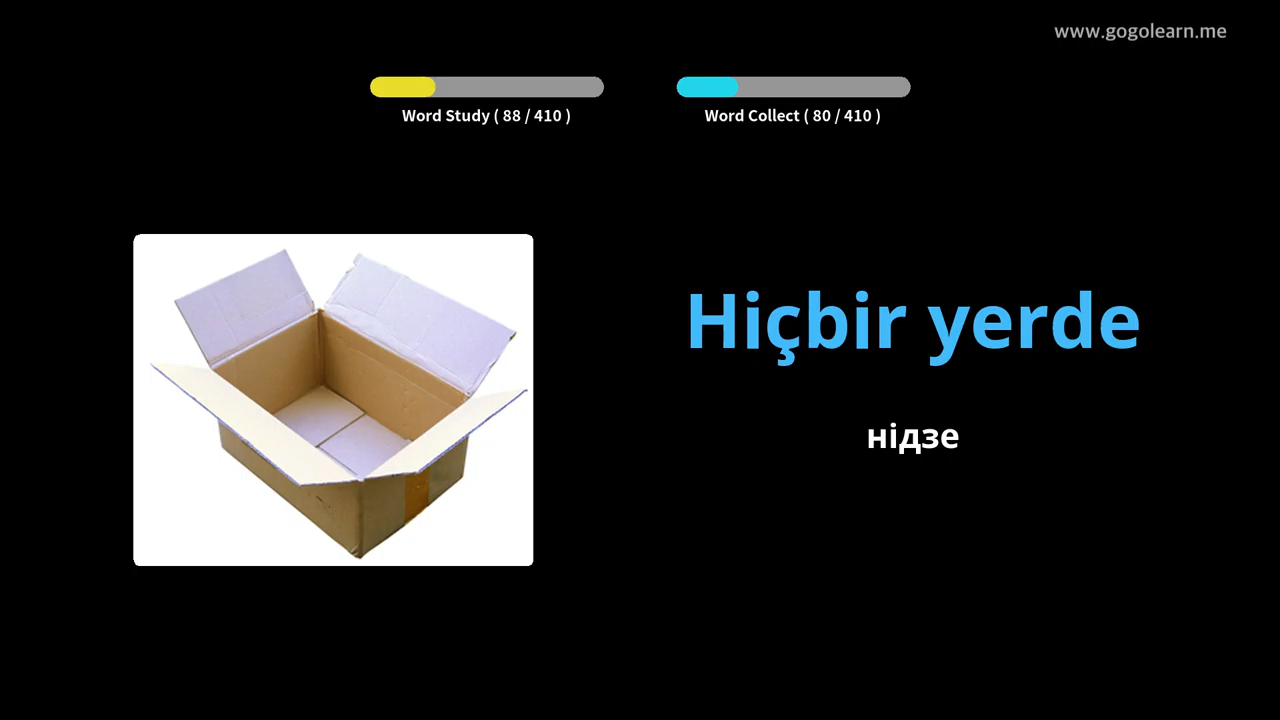 www.gogolearn.me
Word Study ( 88 / 410 )
Word Collect ( 80 / 410 )
Hiçbir yerde
нідзе